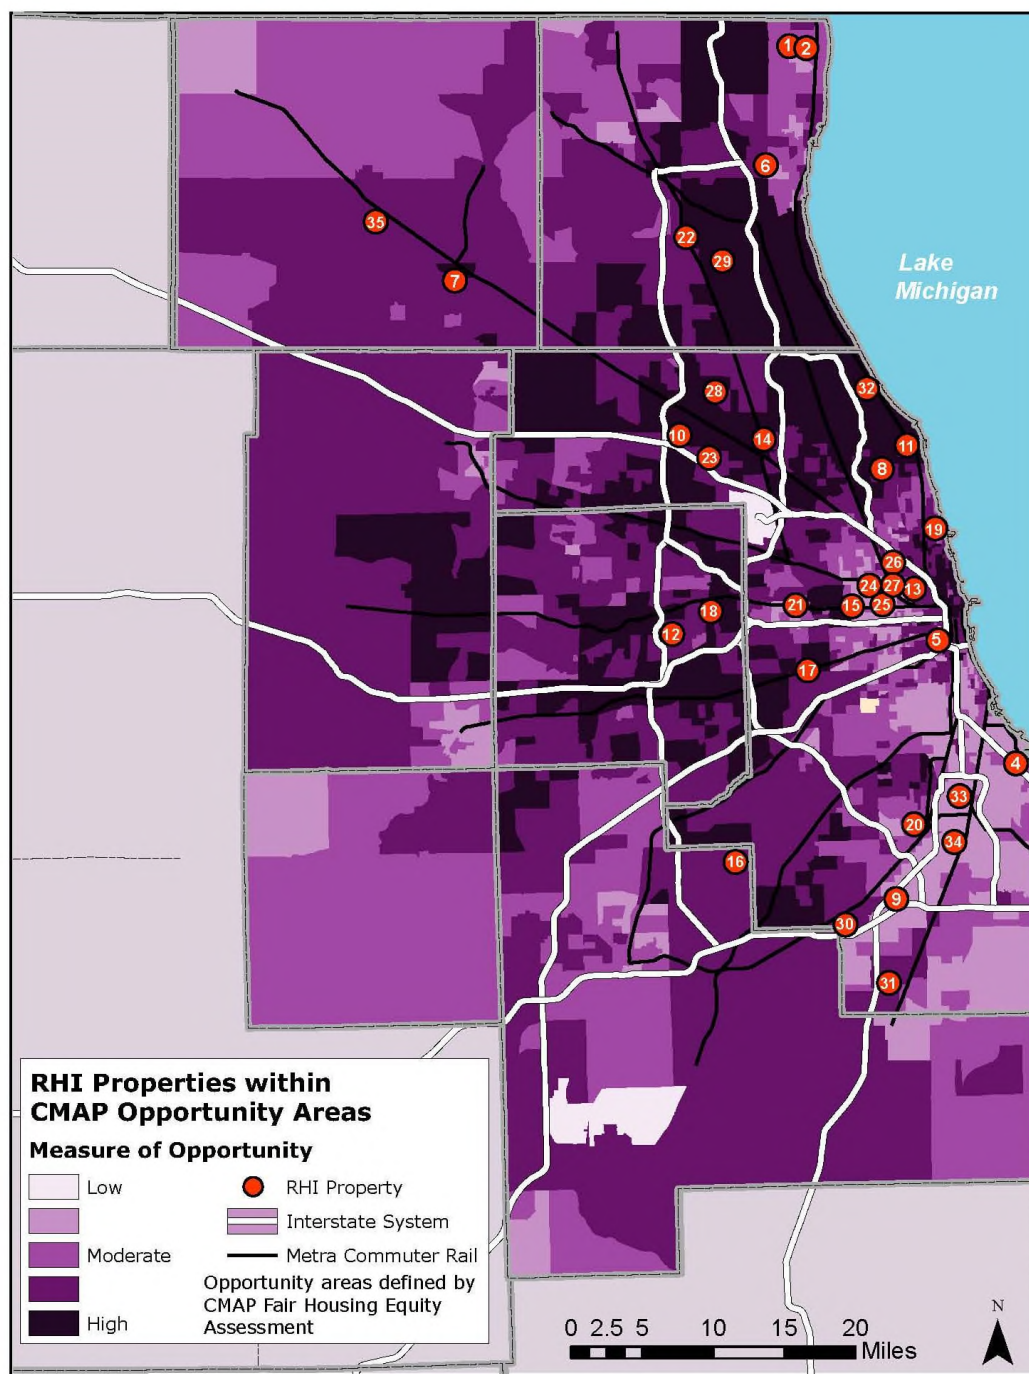 1 2
6
35
22
29
7
Lake
Michigan
28
32
10
14
11
23
8
19
26
24 27 13
21 15 25
18
12
5
17
4
33
20
34
16
9
30
31
RHI Properties within
CMAP Opportunity Areas
Measure of Opportunity
Low
RHI Property
Interstate System
Moderate
Metra Commuter Rail
Opportunity areas defined by
CMAP Fair Housing Equity
Assessment
High
N
0 2.5 5 10 15 20
Miles